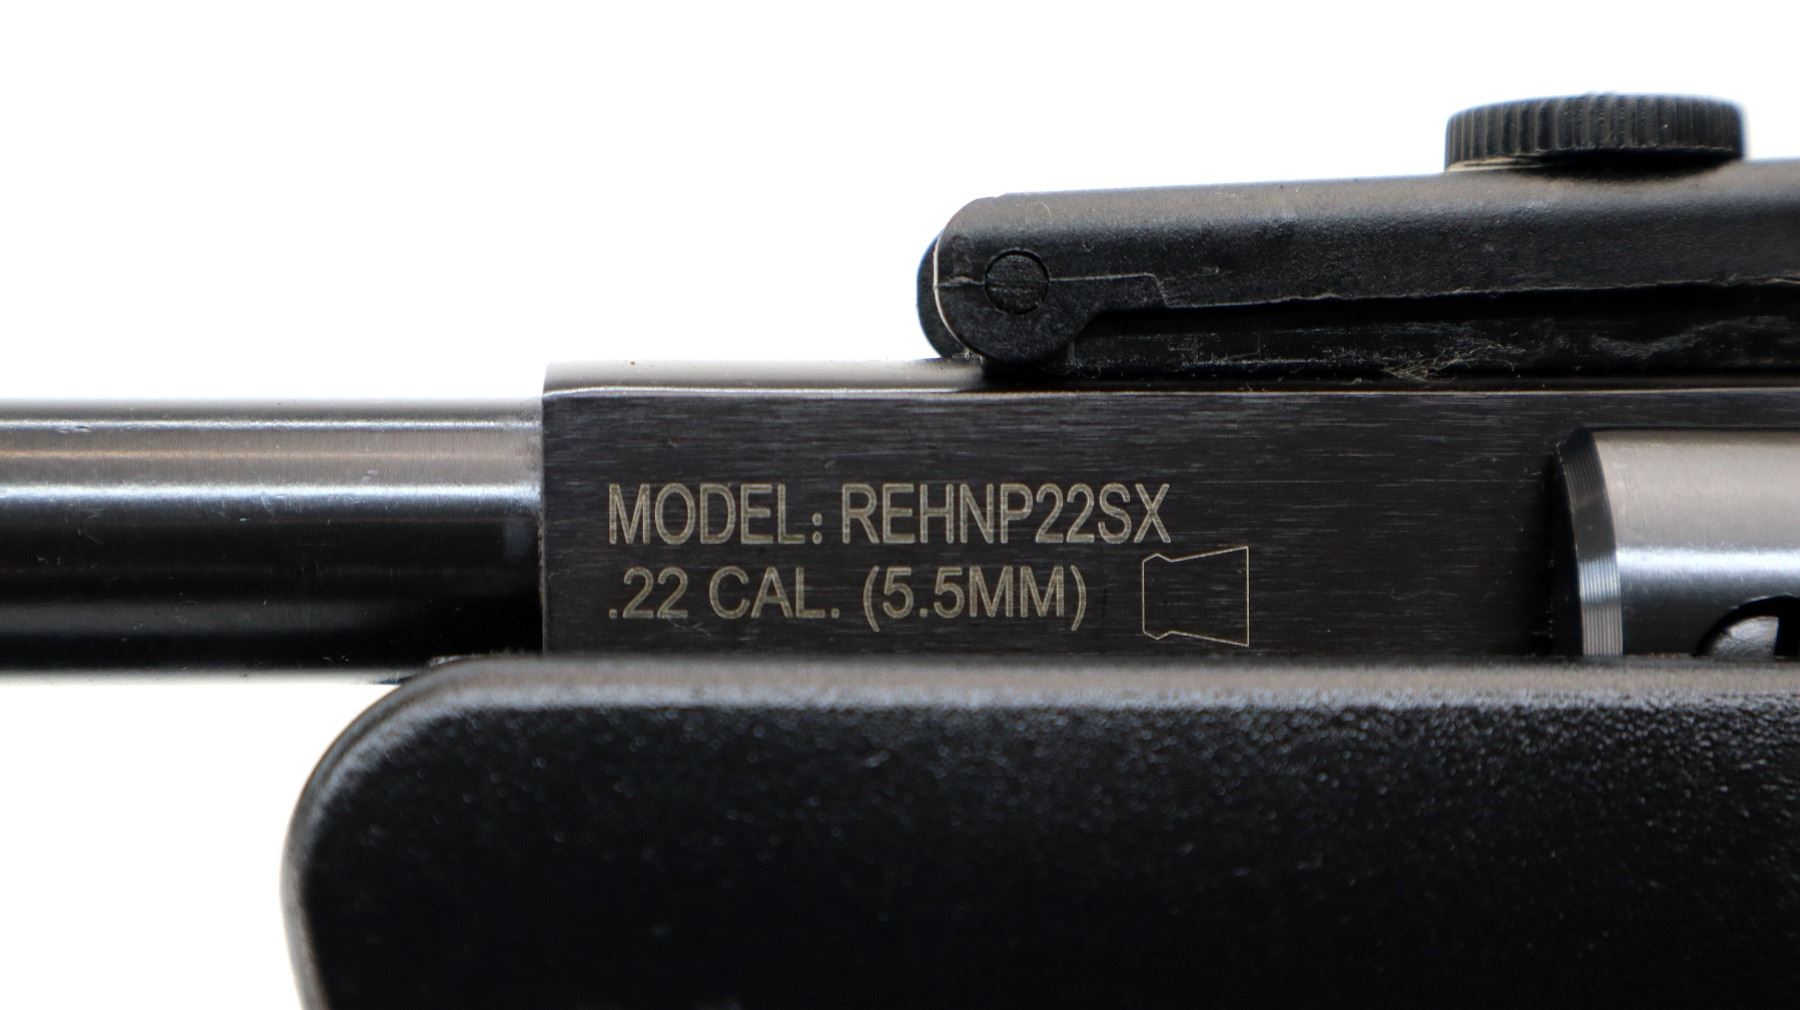 MODEL: REHNP22SX
.22 CAL. (5.5MM)